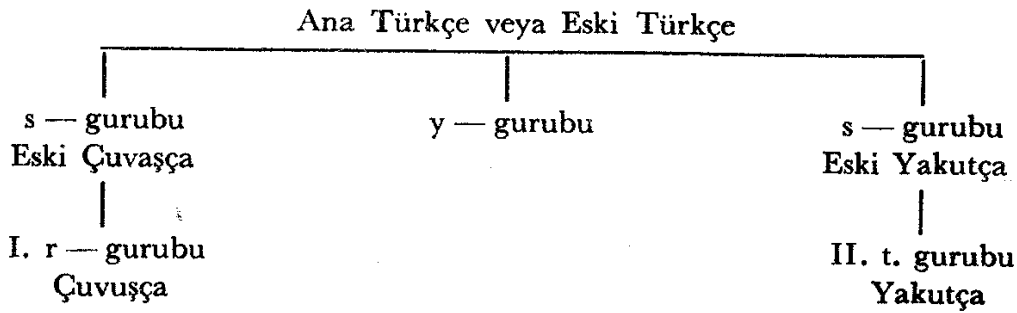 Ana Türkçe veya Eski Türkçe
s — gurubu
Eski Çuvaşça
y — gurubu
s — gurubu
Eski Yakutça
I. r — gurubu
Çuvuşça
II. t. gurubu
Yakutça